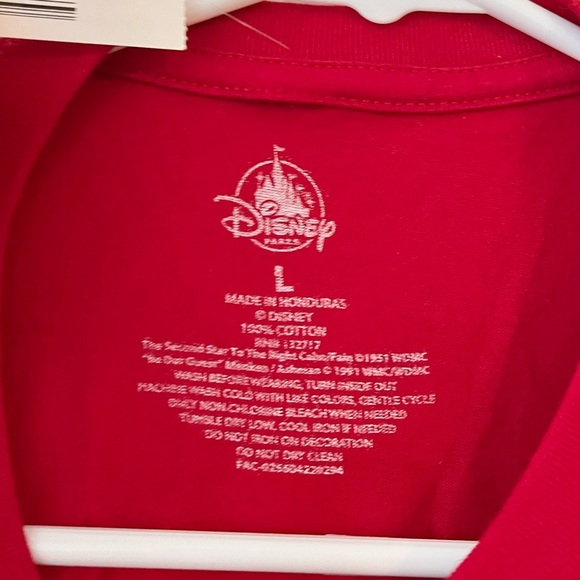 Disney
PARKS
L
MADE IN HONDURAS
© DISNEY
100% COTTON
RN# 132717
The Second Star To The Right Cahn/Fain ©1951 WDMC
"Be Our Guest" Menken / Ashman © 1991 WMC/WDMC
WASH BEFORE WEARING, TURN INSIDE OUT
MACHINE WASH COLD WITH LIKE COLORS, GENTLE CYCLE
ONLY NON-CHLORINE BLEACH WHEN NEEDED
TUMBLE DRY LOW, COOL IRON IF NEEDED
DO NOT IRON ON DECORATION
DO NOT DRY CLEAN